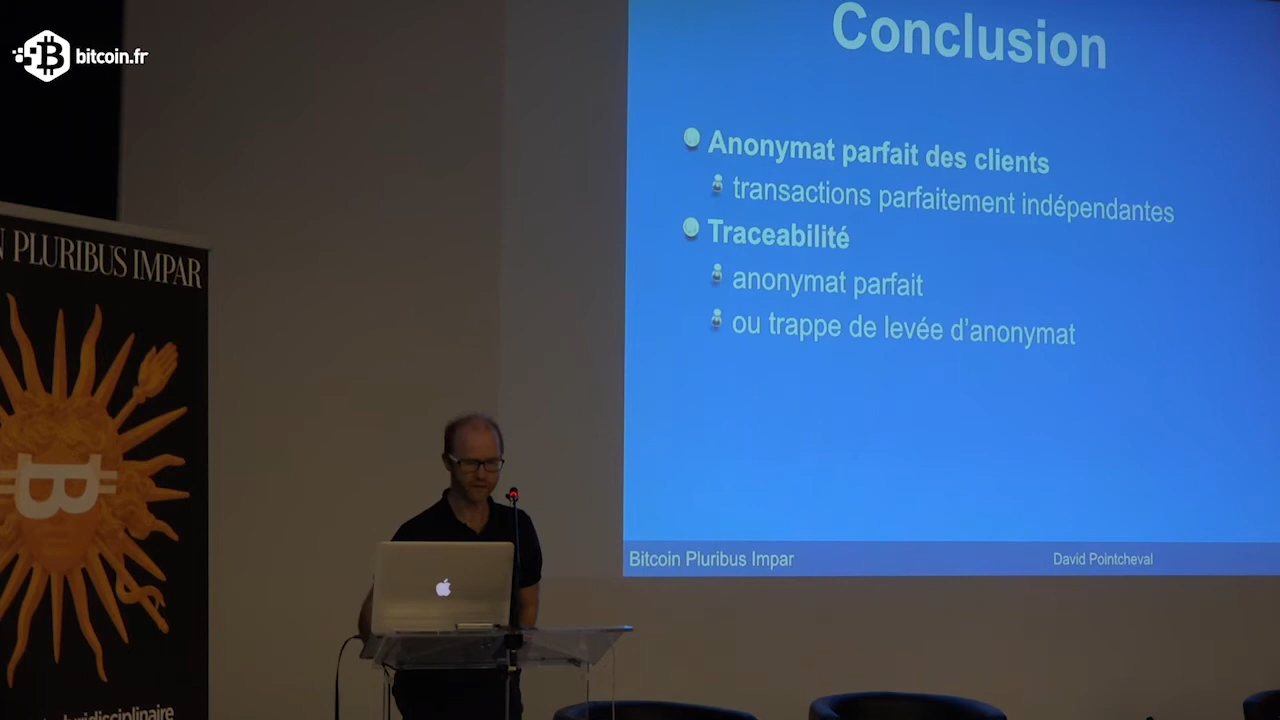 bitcoin.fr
PLURIBUS IMPAR
Conclusion
Anonymat parfait des clients
transactions parfaitement indépendantes
Traceabilité
anonymat parfait
ou trappe de levée d'anonymat
Bitcoin Pluribus Impar
David Pointcheval